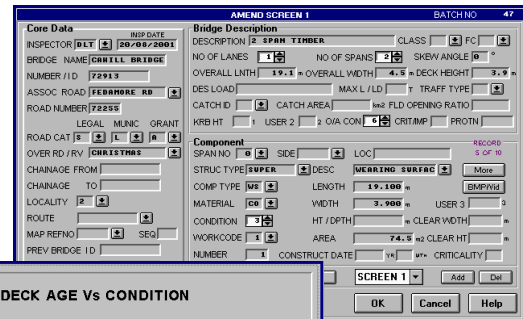 AMEND SCREEN 1 BATCH NO 47
Core Data
INSP DATE
INSPECTOR DLT 20/08/2001
BRIDGE NAME CAHILL BRIDGE
NUMBER / I D 72913
ASSOC ROAD FEDAMORE RD
ROAD NUMBER 72255
LEGAL MUNIC GRANT
ROAD CAT S L A
OVER RD / RV CHRISTMAS
CHAINAGE FROM
CHAINAGE TO
LOCALITY 2
ROUTE
MAP REFNO SEQ
PREV BRIDGE I D
Bridge Description
DESCRIPTION 2 SPAN TIMBER CLASS FC
NO OF LANES 1 NO OF SPANS 2 SKEW ANGLE 0 °
OVERALL LNTH 19.1 m OVERALL WIDTH 4.5 m DECK HEIGHT 3.9 m
DES LOAD MAX L / LD T TRAFF TYPE
CATCH ID CATCH AREA km2 FLD OPENING RATIO
KRB HT 1 USER 2 2 O/A CON 6 CRIT/IMP PROTN
Component
RECORD
SPAN NO 0 SIDE LOC 5 OF 10
STRUC TYPE SUPER DESC WEARING SURFAC More
COMP TYPE WS LENGTH 19.100 m BMP/Vid
MATERIAL CO WIDTH 3.900 m USER 3 3
CONDITION 3 HT / DPTH m CLEAR WIDTH m
WORKCODE 1 AREA 74.5 m2 CLEAR HT m
NUMBER 1 CONSTRUCT DATE YR CRITICALITY
SCREEN 1 Add Del
OK Cancel Help
DECK AGE Vs CONDITION